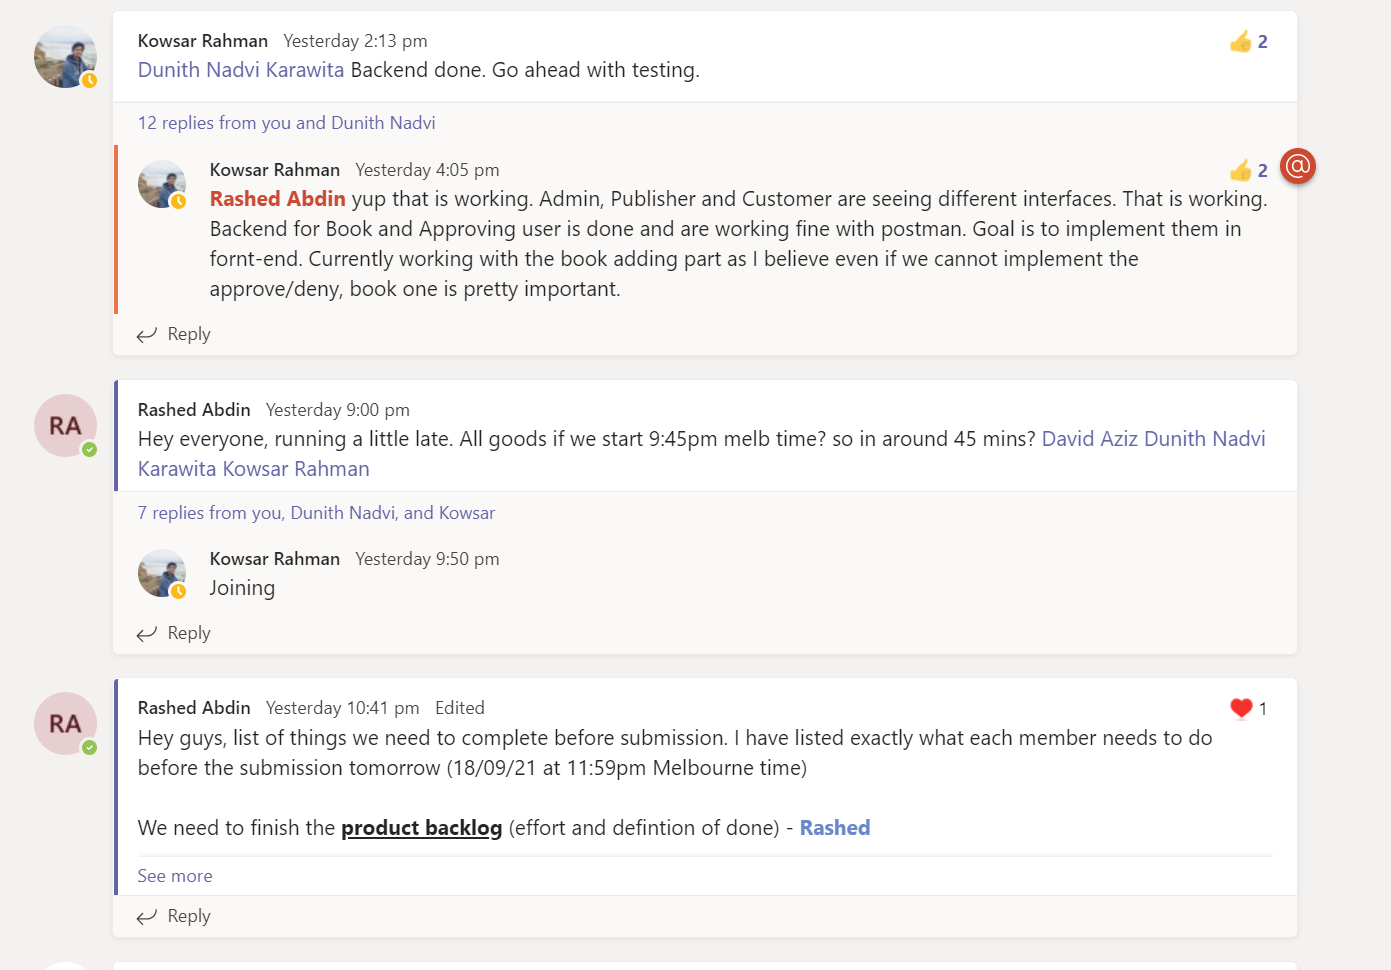 Kowsar Rahman Yesterday 2:13 pm 2
Dunith Nadvi Karawita Backend done. Go ahead with testing.
12 replies from you and Dunith Nadvi
Kowsar Rahman Yesterday 4:05 pm 2 @
Rashed Abdin yup that is working. Admin, Publisher and Customer are seeing different interfaces. That is working.
Backend for Book and Approving user is done and are working fine with postman. Goal is to implement them in
fornt-end. Currently working with the book adding part as I believe even if we cannot implement the
approve/deny, book one is pretty important.
Reply
RA
Rashed Abdin Yesterday 9:00 pm
Hey everyone, running a little late. All goods if we start 9:45pm melb time? so in around 45 mins? David Aziz Dunith Nadvi
Karawita Kowsar Rahman
7 replies from you, Dunith Nadvi, and Kowsar
Kowsar Rahman Yesterday 9:50 pm
Joining
Reply
RA
Rashed Abdin Yesterday 10:41 pm Edited 1
Hey guys, list of things we need to complete before submission. I have listed exactly what each member needs to do
before the submission tomorrow (18/09/21 at 11:59pm Melbourne time)
We need to finish the product backlog (effort and defintion of done) - Rashed
See more
Reply